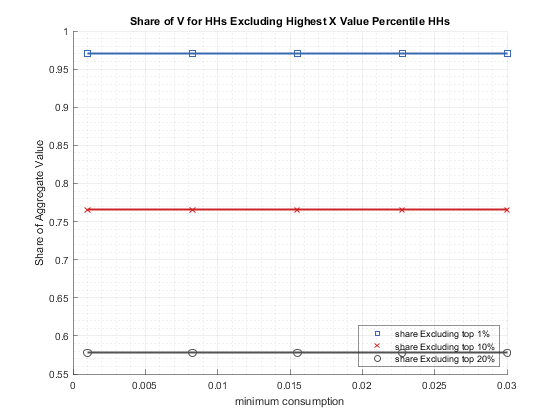 Share of V for HHs Excluding Highest X Value Percentile HHs
1
0.95
0.9
0.85
0.8
0.75
0.7
0.65
0.6
0.55
Share of Aggregate Value
share Excluding top 1%
share Excluding top 10%
share Excluding top 20%
0 0.005 0.01 0.015 0.02 0.025 0.03
minimum consumption